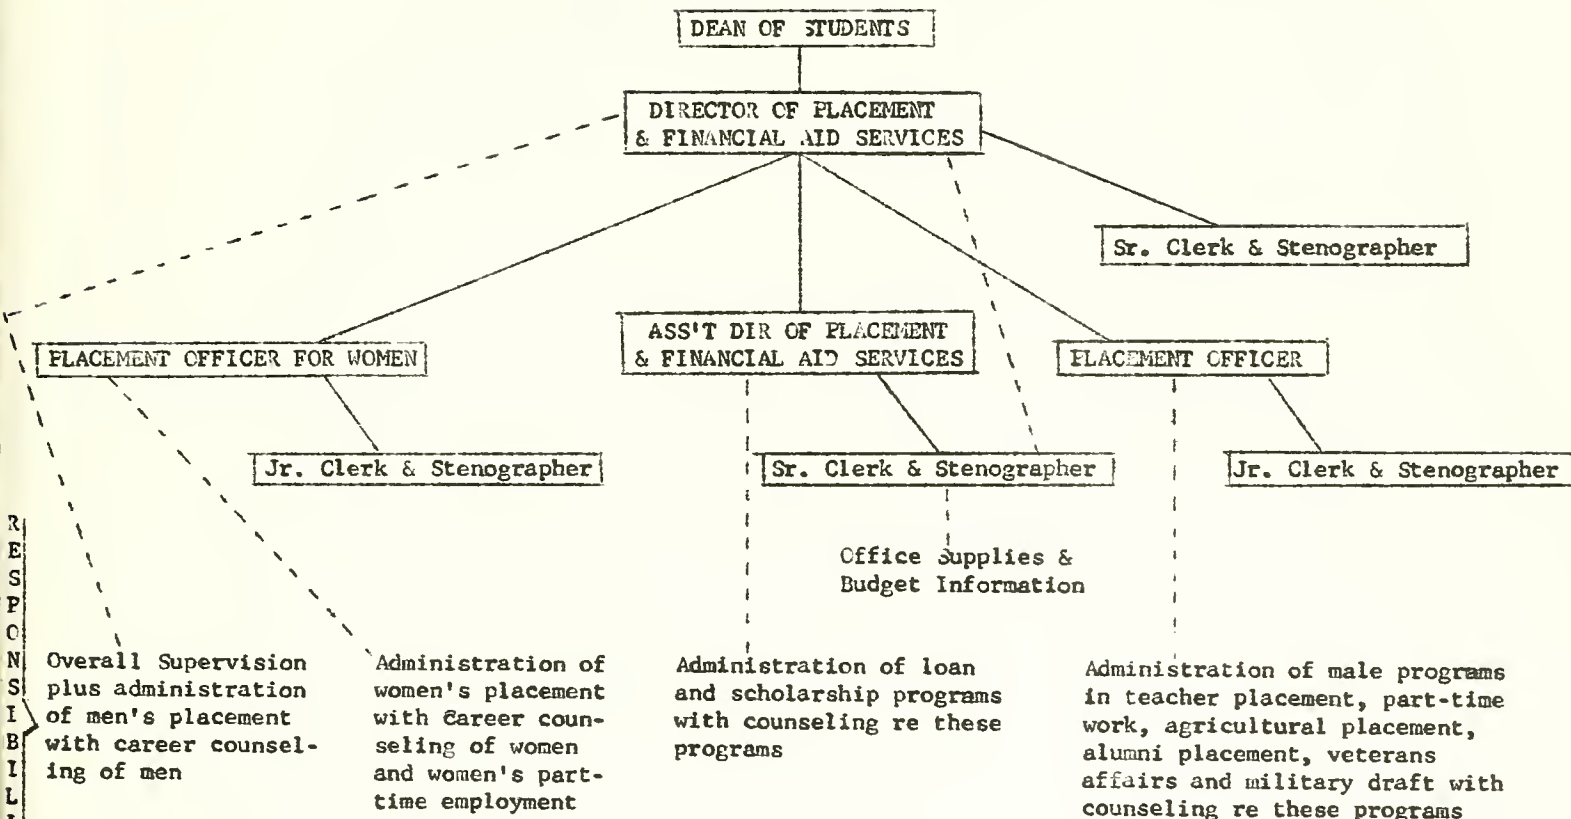 DEAN OF STUDENTS
DIRECTOR OF PLACEMENT
& FINANCIAL AID SERVICES
Sr. Clerk & Stenographer
PLACEMENT OFFICER FOR WOMEN
ASS'T DIR OF PLACEMENT
& FINANCIAL AID SERVICES
PLACEMENT OFFICER
Jr. Clerk & Stenographer
Sr. Clerk & Stenographer
Jr. Clerk & Stenographer
Office Supplies &
Budget Information
R
E
S
P
O
N
S
I
B
I
L
Overall Supervision
plus administration
of men's placement
with career counsel-
ing of men
Administration of
women's placement
with career coun-
seling of women
and women's part-
time employment
Administration of loan
and scholarship programs
with counseling re these
programs
Administration of male programs
in teacher placement, part-time
work, agricultural placement,
alumni placement, veterans
affairs and military draft with
counseling re these programs